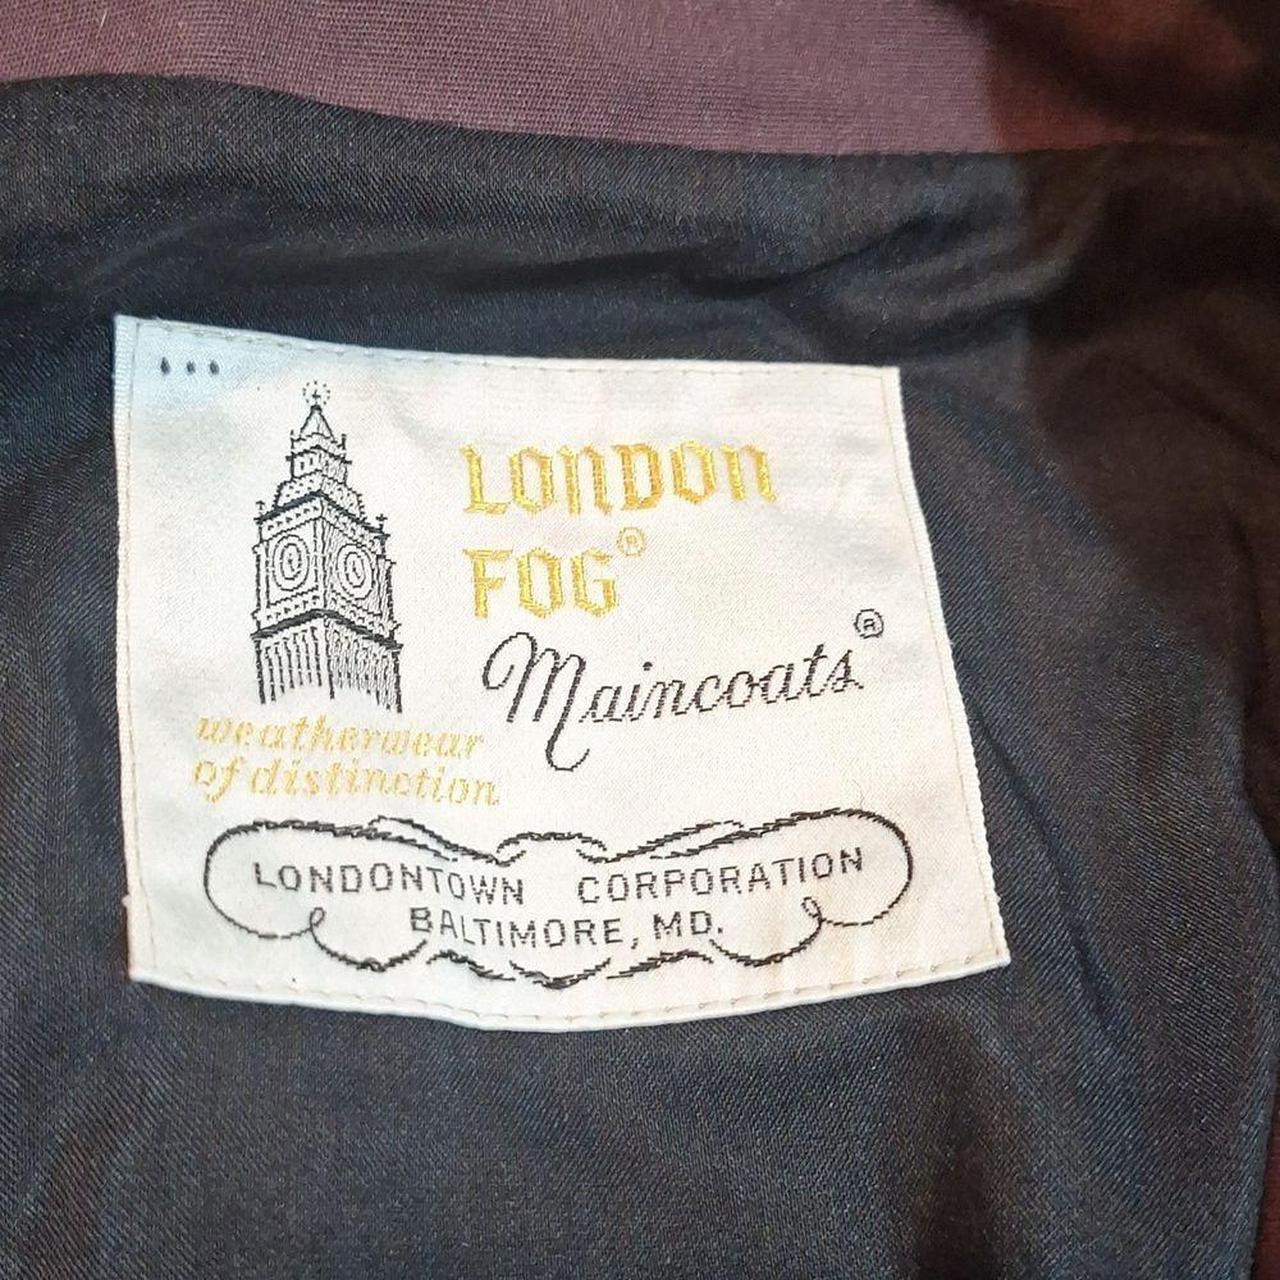 LONDON
FOG®
Maincoats®
weatherwear
of distinction
LONDONTOWN CORPORATION
BALTIMORE, MD.